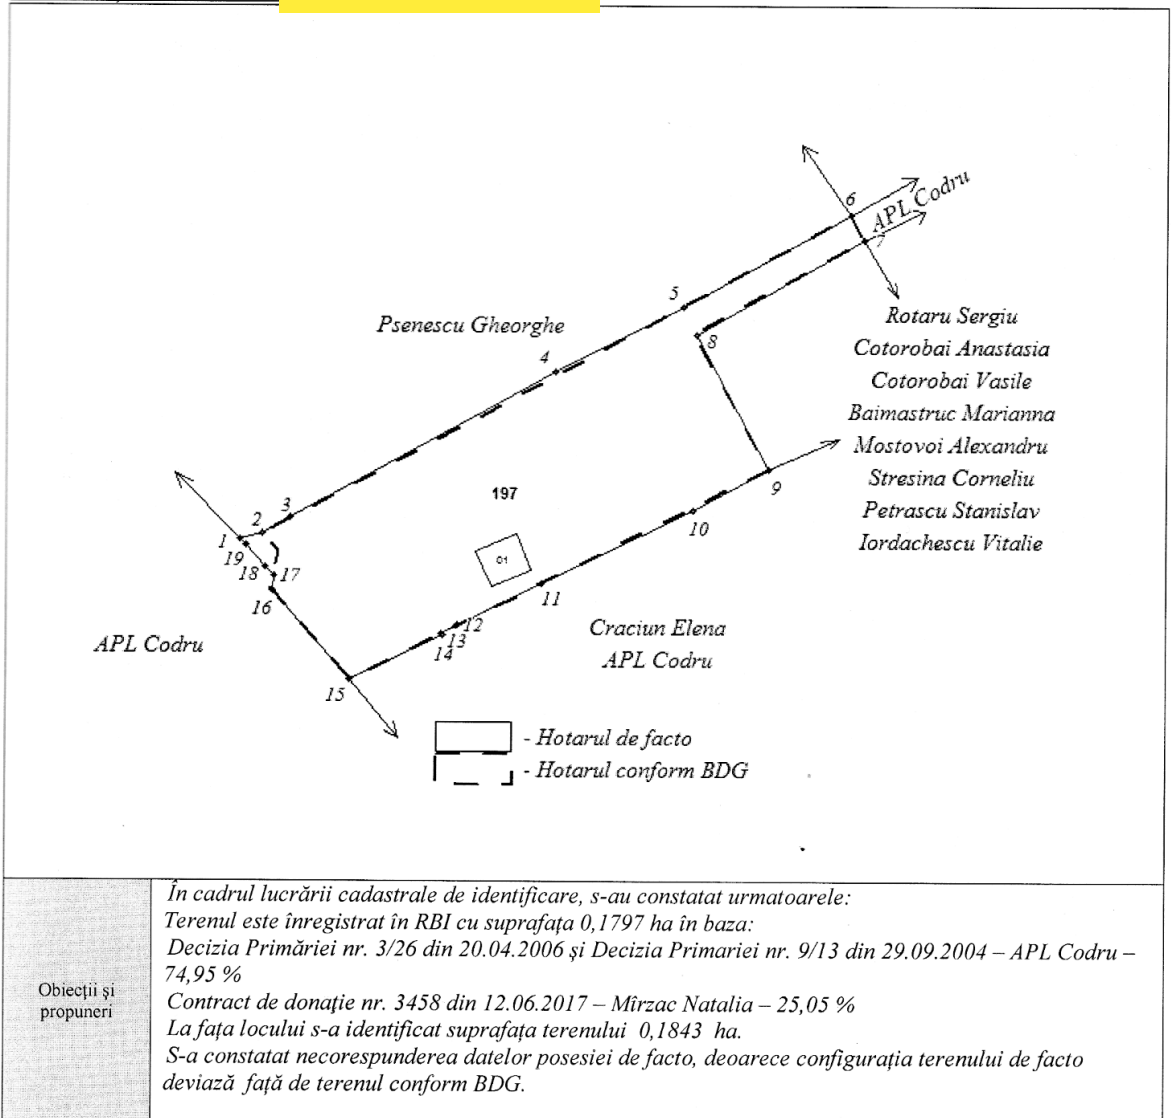 6
APL Codru
7
5
Rotaru Sergiu
Psenescu Gheorghe
8
Cotorobai Anastasia
4
Cotorobai Vasile
Baimastruc Marianna
Mostovoi Alexandru
Stresina Corneliu
9
197
3
Petrascu Stanislav
2
10
1
Iordachescu Vitalie
19
01
18
17
11
16
12
Craciun Elena
13
APL Codru
14
APL Codru
15
- Hotarul de facto
- Hotarul conform BDG
Obiecții și
propuneri
În cadrul lucrării cadastrale de identificare, s-au constatat urmatoarele:
Terenul este înregistrat în RBI cu suprafața 0,1797 ha în baza:
Decizia Primăriei nr. 3/26 din 20.04.2006 și Decizia Primariei nr. 9/13 din 29.09.2004 – APL Codru –
74,95 %
Contract de donație nr. 3458 din 12.06.2017 – Mîrzac Natalia – 25,05 %
La fața locului s-a identificat suprafața terenului 0,1843 ha.
S-a constatat necorespunderea datelor posesiei de facto, deoarece configurația terenului de facto
deviază față de terenul conform BDG.